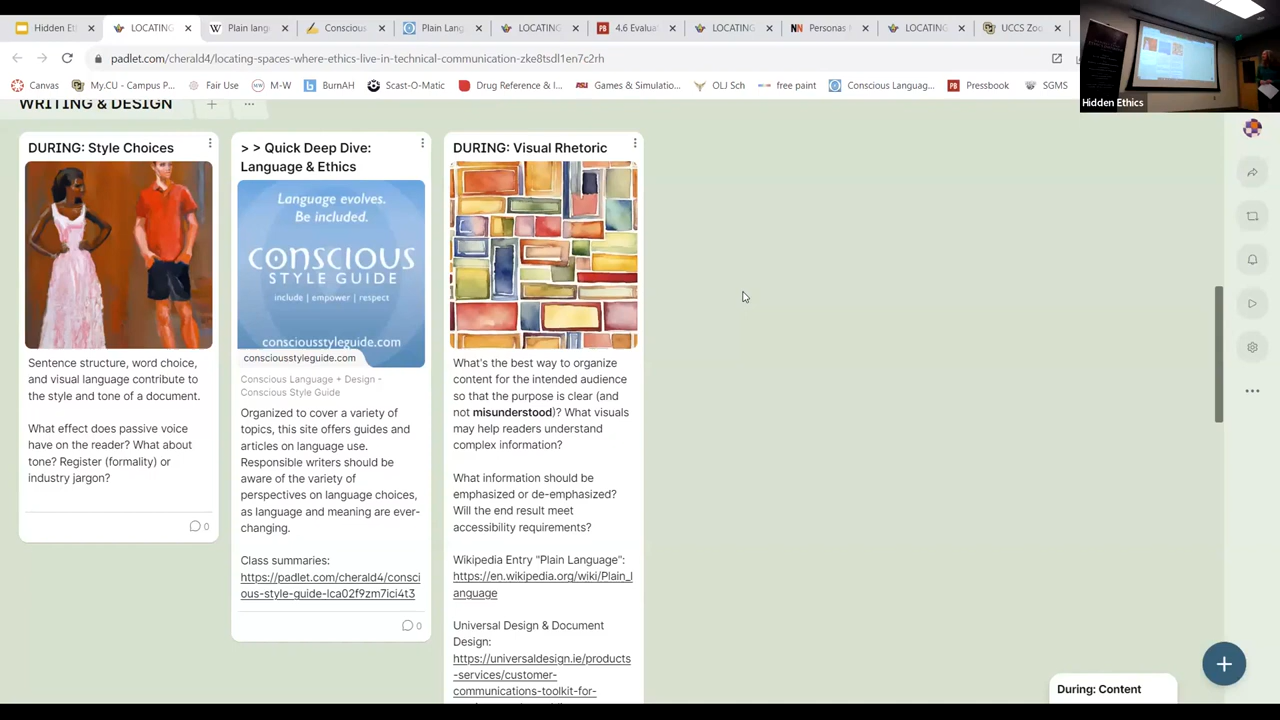 Hidden Et
LOCATING
Plain lang
Conscious
Plain Lang
LOCATING
4.6 Evalua
LOCATING
Personas
LOCATING
UCCS Zoo
padlet.com/cherald4/locating-spaces-where-ethics-live-in-technical-communication-zke8tsdl1en7c2rh
Canvas
My.CU - Campus P...
Fair Use
M-W
BurnAH
Scast-O-Matic
Drug Reference & I...
Games & Simulatio...
OLJ Sch
free paint
Conscious Languag...
Pressbook
SGMS
Hidden Ethics
WRITING & DESIGN
DURING: Style Choices
Sentence structure, word choice,
and visual language contribute to
the style and tone of a document.
What effect does passive voice
have on the reader? What about
tone? Register (formality) or
industry jargon?
0
> > Quick Deep Dive:
Language & Ethics
Language evolves.
Be included.
CONSCIOUS
STYLE GUIDE
include | empower | respect
consciousstyleguide.com
consciousstyleguide.com
Conscious Language + Design -
Conscious Style Guide
Organized to cover a variety of
topics, this site offers guides and
articles on language use.
Responsible writers should be
aware of the variety of
perspectives on language choices,
as language and meaning are ever-
changing.
Class summaries:
https://padlet.com/cherald4/consci
ous-style-guide-lca02f9zm7ici4t3
0
DURING: Visual Rhetoric
What's the best way to organize
content for the intended audience
so that the purpose is clear (and
not misunderstood)? What visuals
may help readers understand
complex information?
What information should be
emphasized or de-emphasized?
Will the end result meet
accessibility requirements?
Wikipedia Entry "Plain Language":
https://en.wikipedia.org/wiki/Plain_l
anguage
Universal Design & Document
Design:
https://universaldesign.ie/products
-services/customer-
communications-toolkit-for-
During: Content